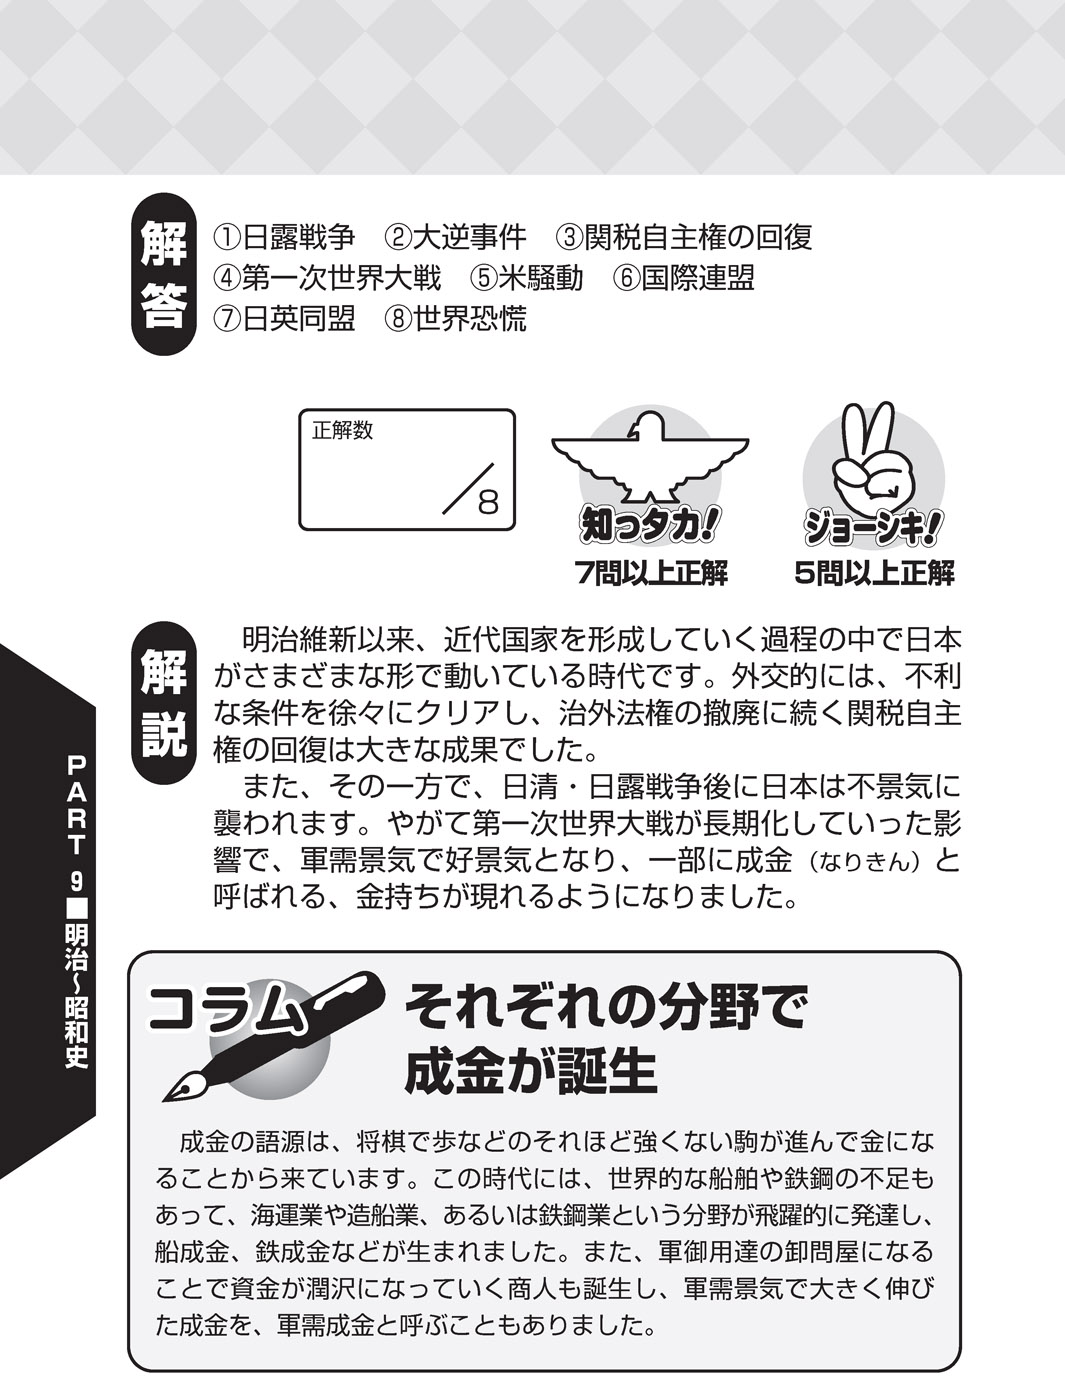 解答
①日露戦争　②大逆事件　③関税自主権の回復
④第一次世界大戦　⑤米騒動　⑥国際連盟
⑦日英同盟　⑧世界恐慌
正解数
／8
知っタカ！
7問以上正解
ジョーシキ！
5問以上正解
解説
　明治維新以来、近代国家を形成していく過程の中で日本
がさまざまな形で動いている時代です。外交的には、不利
な条件を徐々にクリアし、治外法権の撤廃に続く関税自主
権の回復は大きな成果でした。
　また、その一方で、日清・日露戦争後に日本は不景気に
襲われます。やがて第一次世界大戦が長期化していった影
響で、軍需景気で好景気となり、一部に成金（なりきん）と
呼ばれる、金持ちが現れるようになりました。
PART 9■明治～昭和史
コラム
それぞれの分野で
成金が誕生
　成金の語源は、将棋で歩などのそれほど強くない駒が進んで金にな
ることから来ています。この時代には、世界的な船舶や鉄鋼の不足も
あって、海運業や造船業、あるいは鉄鋼業という分野が飛躍的に発達し、
船成金、鉄成金などが生まれました。また、軍御用達の卸問屋になる
ことで資金が潤沢になっていく商人も誕生し、軍需景気で大きく伸び
た成金を、軍需成金と呼ぶこともありました。